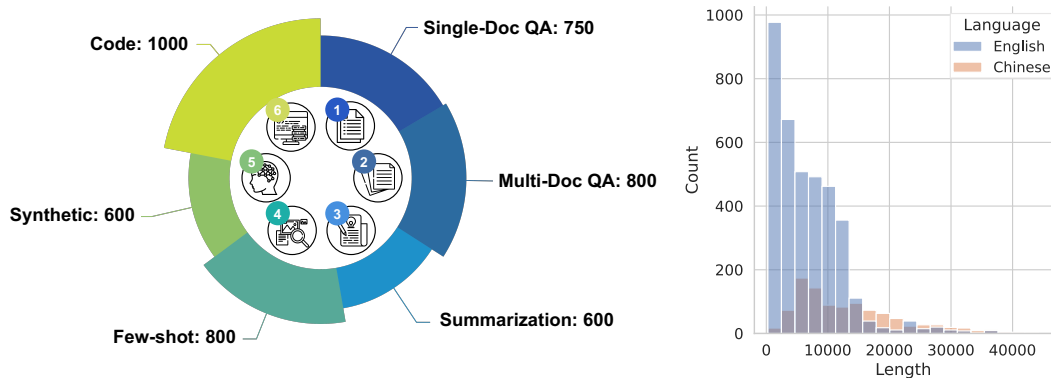 Code: 1000
Single-Doc QA: 750
Multi-Doc QA: 800
Summarization: 600
Few-shot: 800
Synthetic: 600
6
1
5
2
4
3
Language
English
Chinese
Count
1000
800
600
400
200
0
0 10000 20000 30000 40000
Length